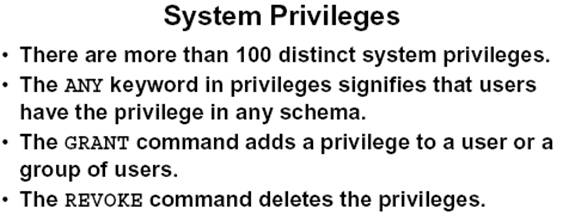 System Privileges
• There are more than 100 distinct system privileges.
• The ANY keyword in privileges signifies that users
have the privilege in any schema.
• The GRANT command adds a privilege to a user or a
group of users.
• The REVOKE command deletes the privileges.